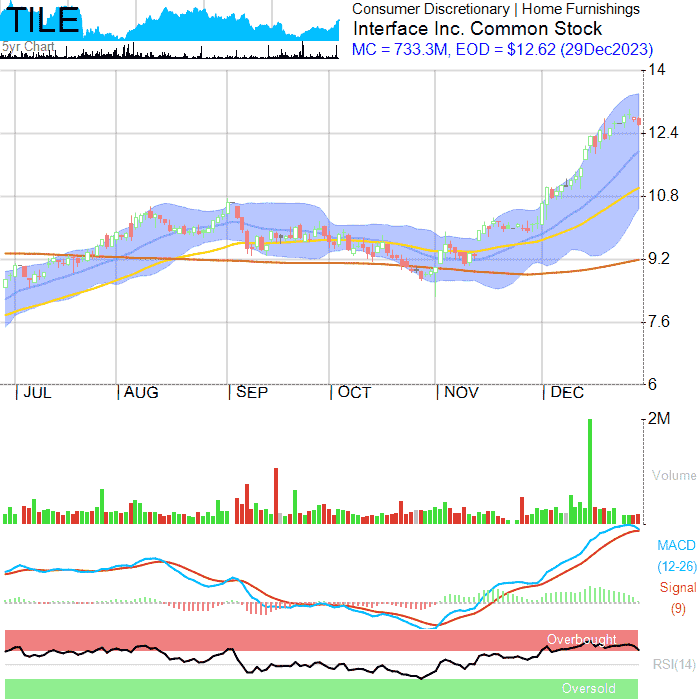 TILE
5yr Chart
Consumer Discretionary | Home Furnishings
Interface Inc. Common Stock
MC = 733.3M, EOD = $12.62 (29Dec2023)
14
12.4
10.8
9.2
7.6
6
JUL AUG SEP OCT NOV DEC
2M
Volume
MACD
(12-26)
Signal
(9)
Overbought
RSI(14)
Oversold